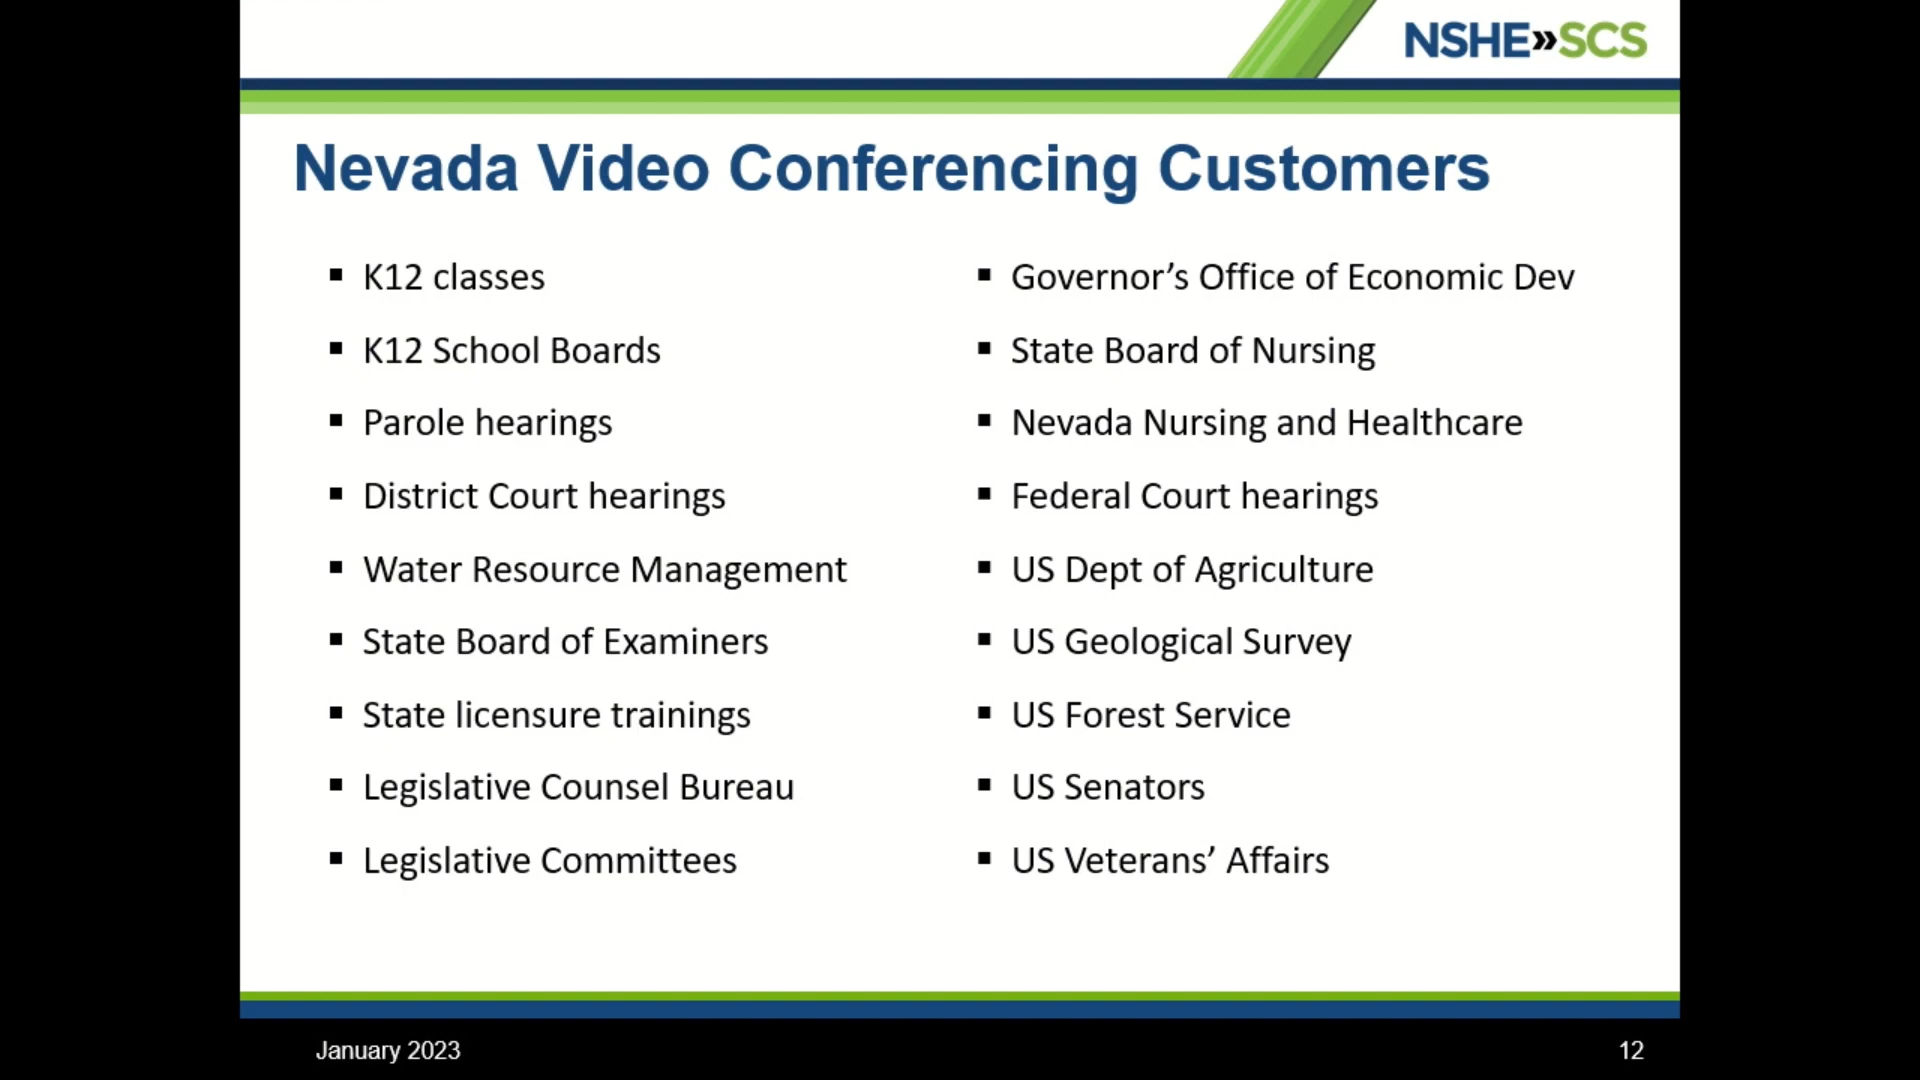 NSHE»SCS
Nevada Video Conferencing Customers
▪ K12 classes
▪ K12 School Boards
▪ Parole hearings
▪ District Court hearings
▪ Water Resource Management
▪ State Board of Examiners
▪ State licensure trainings
▪ Legislative Counsel Bureau
▪ Legislative Committees
▪ Governor’s Office of Economic Dev
▪ State Board of Nursing
▪ Nevada Nursing and Healthcare
▪ Federal Court hearings
▪ US Dept of Agriculture
▪ US Geological Survey
▪ US Forest Service
▪ US Senators
▪ US Veterans’ Affairs
January 2023
12